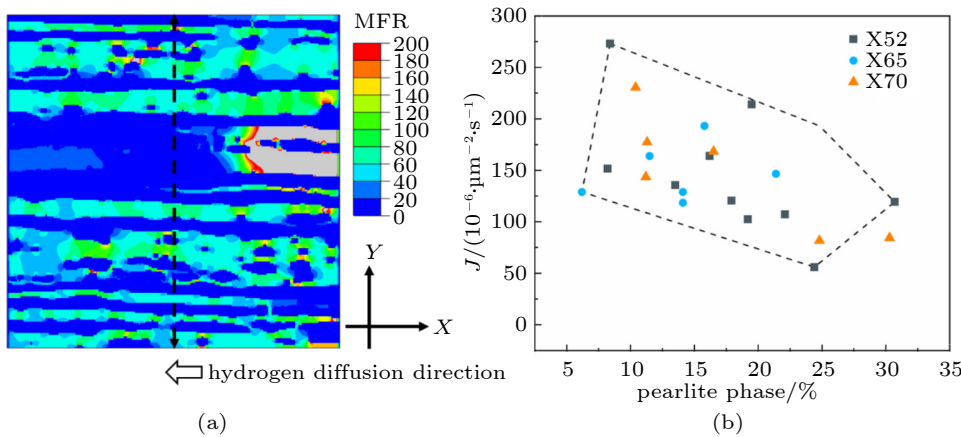 MFR
200
180
160
140
120
100
80
60
40
20
0
Y
X
hydrogen diffusion direction
(a)
300
250
200
150
100
50
0
J/(10⁻⁶·μm⁻²·s⁻¹)
X52
X65
X70
5 10 15 20 25 30 35
pearlite phase/%
(b)